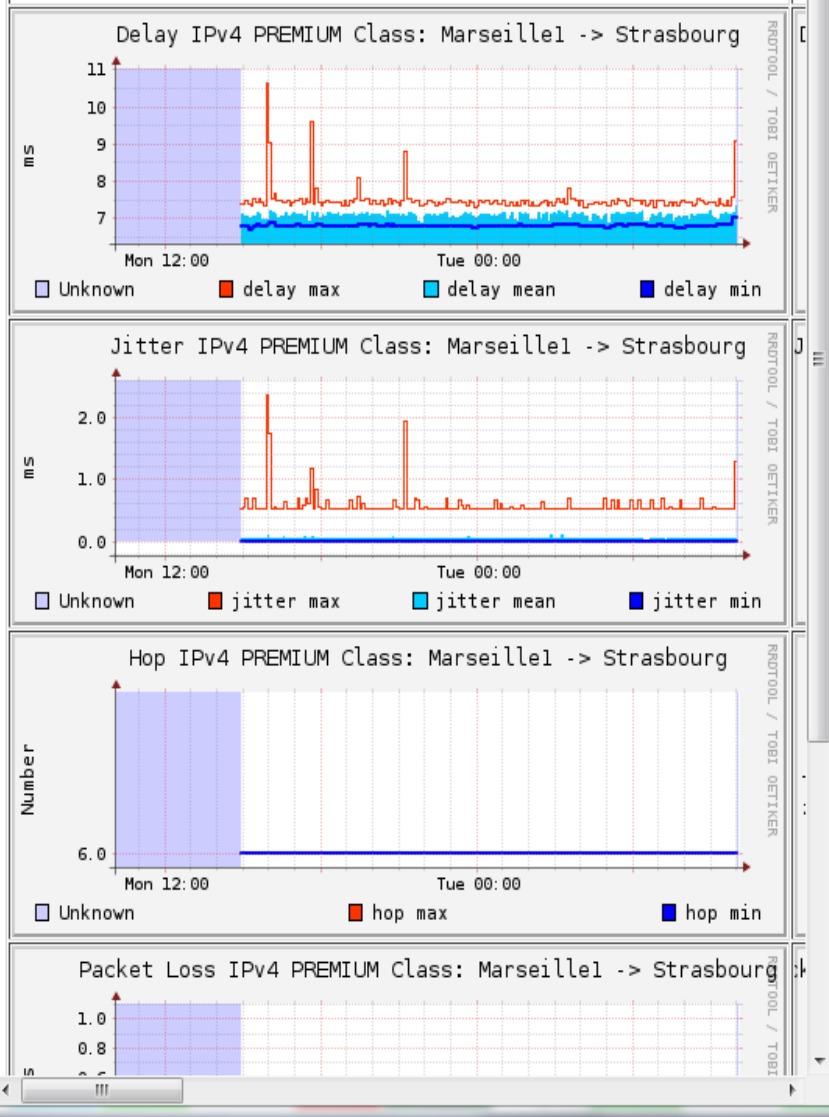 Delay IPv4 PREMIUM Class: Marseille1 -> Strasbourg
RRDTOOL / TOBI OETIKER
11
10
9
8
7
ms
Mon 12:00 Tue 00:00
Unknown delay max delay mean delay min
Jitter IPv4 PREMIUM Class: Marseille1 -> Strasbourg
RRDTOOL / TOBI OETIKER
2.0
1.0
0.0
ms
Mon 12:00 Tue 00:00
Unknown jitter max jitter mean jitter min
Hop IPv4 PREMIUM Class: Marseille1 -> Strasbourg
RRDTOOL / TOBI OETIKER
Number
6.0
Mon 12:00 Tue 00:00
Unknown hop max hop min
Packet Loss IPv4 PREMIUM Class: Marseille1 -> Strasbourg
RRDTOOL / TOBI OETIKER
1.0
0.8